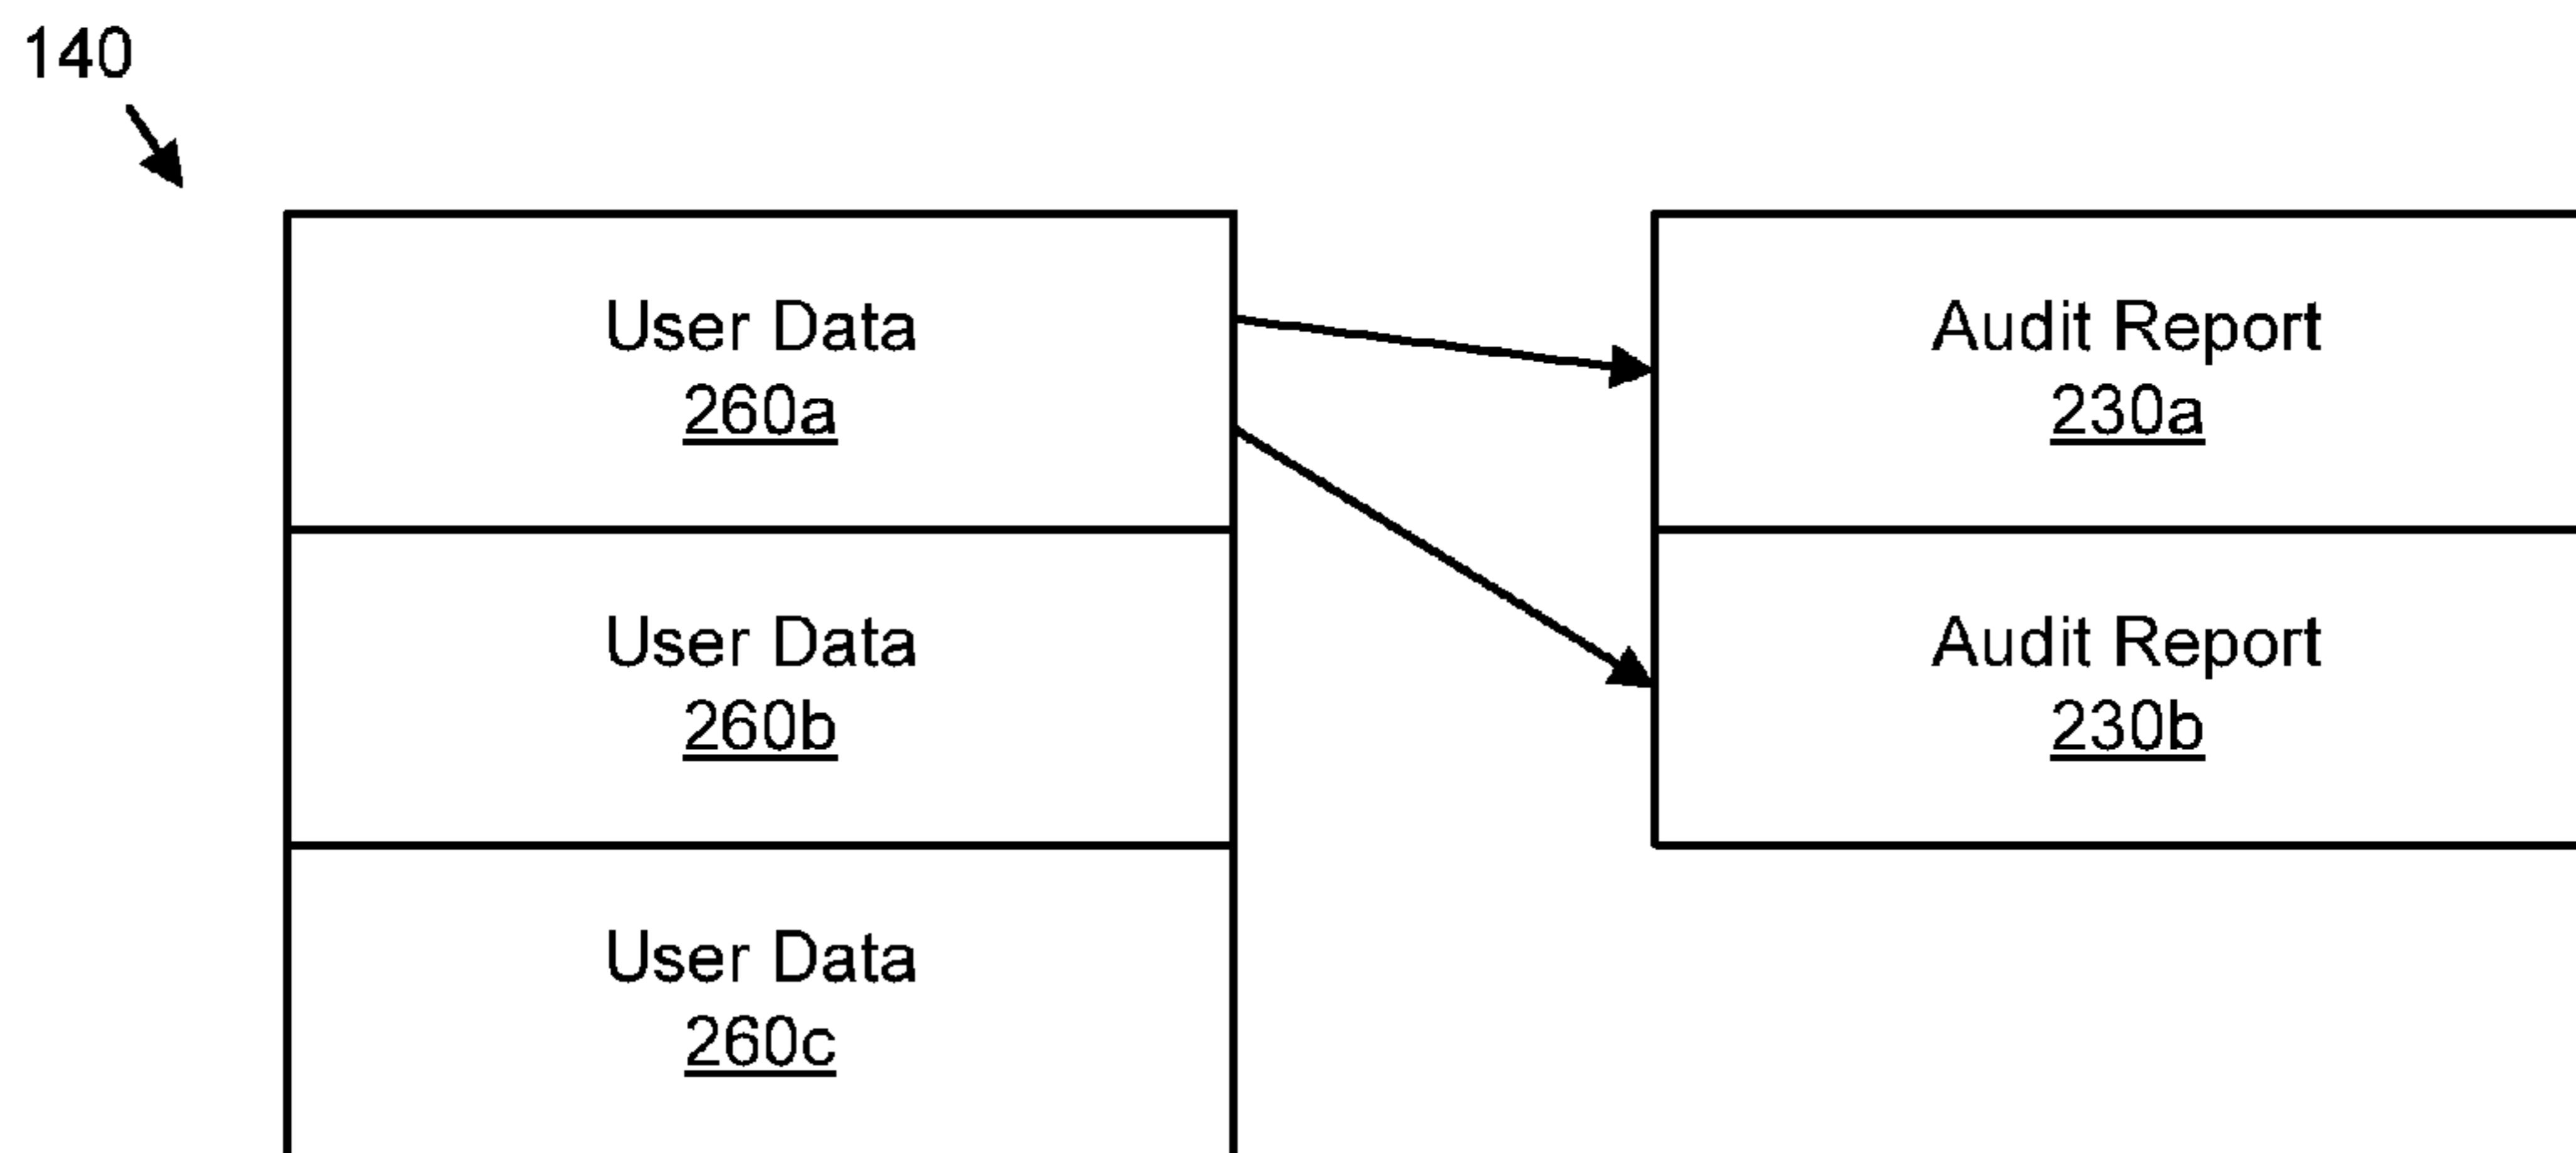 140
User Data
260a
Audit Report
230a
User Data
260b
Audit Report
230b
User Data
260c